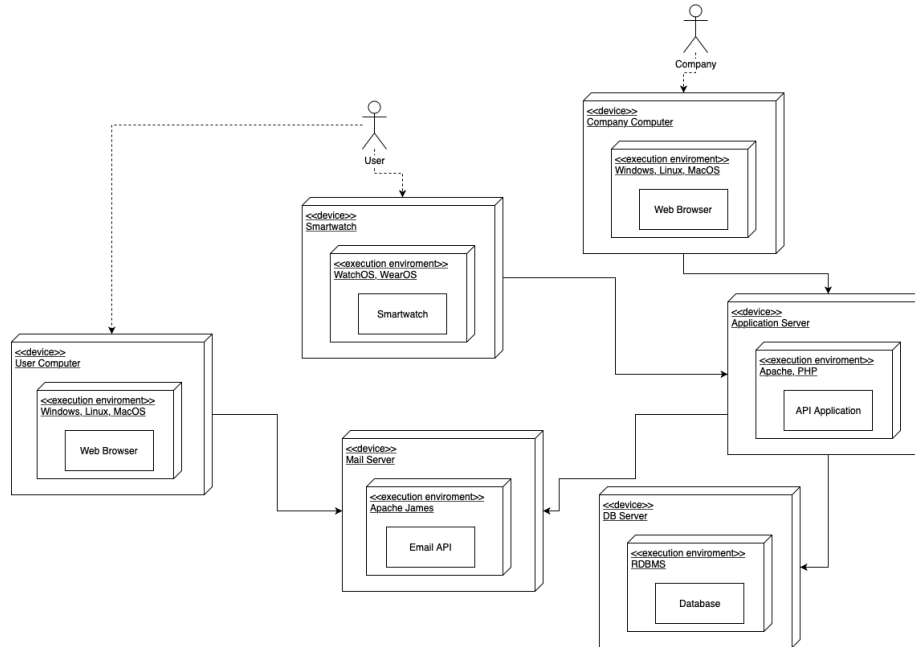 Company
<<device>>
Company Computer
<<execution enviroment>>
Windows, Linux, MacOS
Web Browser
User
<<device>>
Smartwatch
<<execution enviroment>>
WatchOS, WearOS
Smartwatch
<<device>>
Application Server
<<execution enviroment>>
Apache, PHP
API Application
<<device>>
User Computer
<<execution enviroment>>
Windows, Linux, MacOS
Web Browser
<<device>>
Mail Server
<<execution enviroment>>
Apache James
Email API
<<device>>
DB Server
<<execution enviroment>>
RDBMS
Database